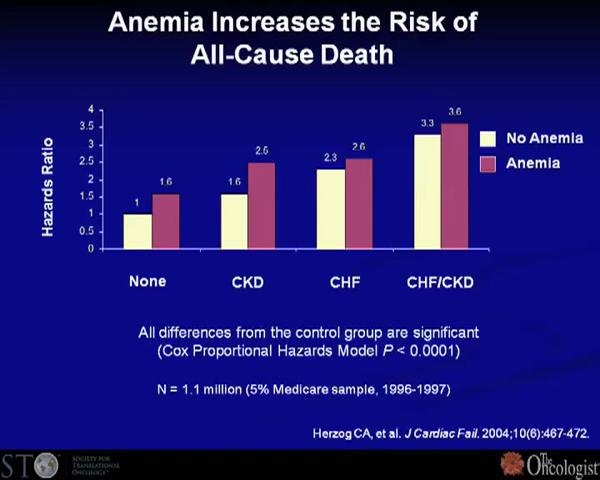 Anemia Increases the Risk of
All-Cause Death
Hazards Ratio
4
3.5
3
2.5
2
1.5
1
0.5
0
1
1.6
1.6
2.5
2.3
2.6
3.3
3.6
No Anemia
Anemia
None
CKD
CHF
CHF/CKD
All differences from the control group are significant
(Cox Proportional Hazards Model P < 0.0001)
N = 1.1 million (5% Medicare sample, 1996-1997)
Herzog CA, et al. J Cardiac Fail. 2004;10(6):467-472.
STO
SOCIETY FOR
TRANSLATIONAL
ONCOLOGY
The
Oncologist